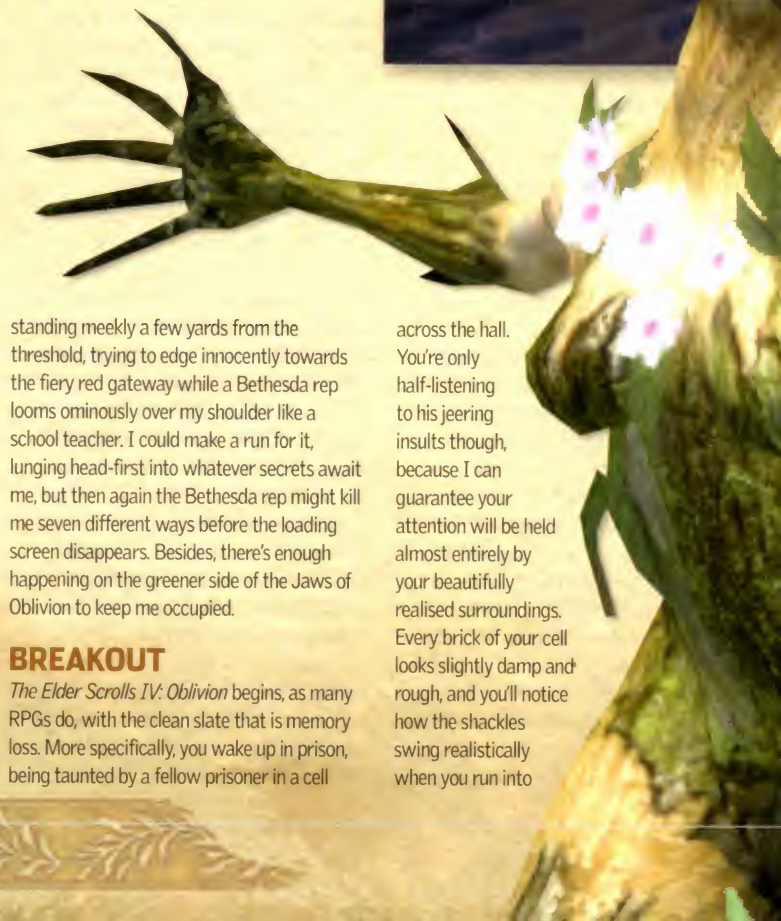 standing meekly a few yards from the
threshold, trying to edge innocently towards
the fiery red gateway while a Bethesda rep
looms ominously over my shoulder like a
school teacher. I could make a run for it,
lunging head-first into whatever secrets await
me, but then again the Bethesda rep might kill
me seven different ways before the loading
screen disappears. Besides, there's enough
happening on the greener side of the Jaws of
Oblivion to keep me occupied.
BREAKOUT
The Elder Scrolls IV: Oblivion begins, as many
RPGs do, with the clean slate that is memory
loss. More specifically, you wake up in prison,
being taunted by a fellow prisoner in a cell
across the hall.
You're only
half-listening
to his jeering
insults though,
because I can
guarantee your
attention will be held
almost entirely by
your beautifully
realised surroundings.
Every brick of your cell
looks slightly damp and
rough, and you'll notice
how the shackles
swing realistically
when you run into